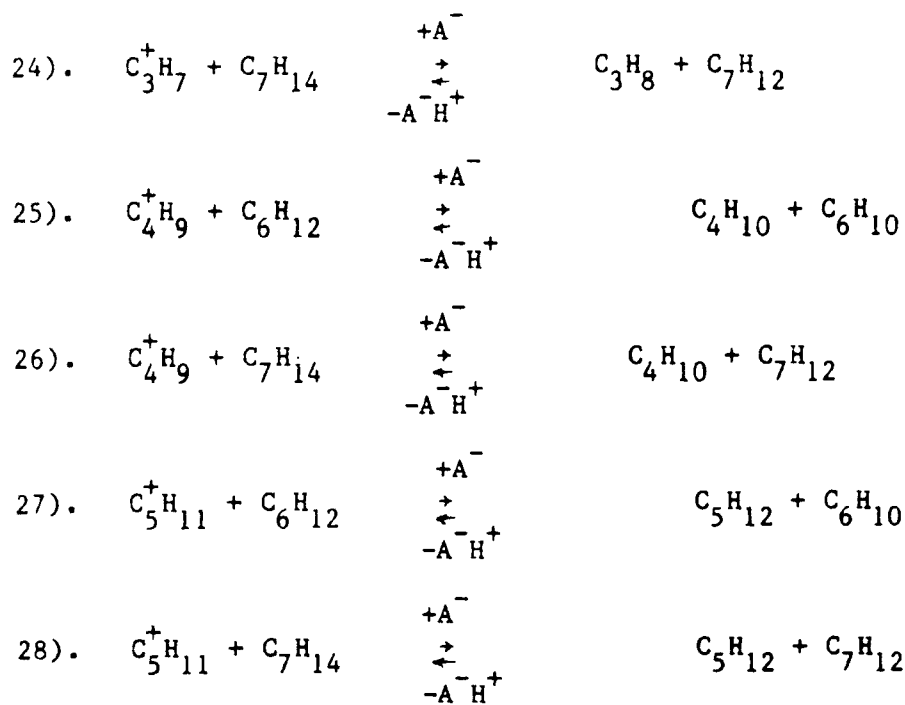 +A⁻
24). C₃⁺H₇ + C₇H₁₄ ⇄ C₃H₈ + C₇H₁₂
-A⁻H⁺
+A⁻
25). C₄⁺H₉ + C₆H₁₂ ⇄ C₄H₁₀ + C₆H₁₀
-A⁻H⁺
+A⁻
26). C₄⁺H₉ + C₇H₁₄ ⇄ C₄H₁₀ + C₇H₁₂
-A⁻H⁺
+A⁻
27). C₅⁺H₁₁ + C₆H₁₂ ⇄ C₅H₁₂ + C₆H₁₀
-A⁻H⁺
+A⁻
28). C₅⁺H₁₁ + C₇H₁₄ ⇄ C₅H₁₂ + C₇H₁₂
-A⁻H⁺